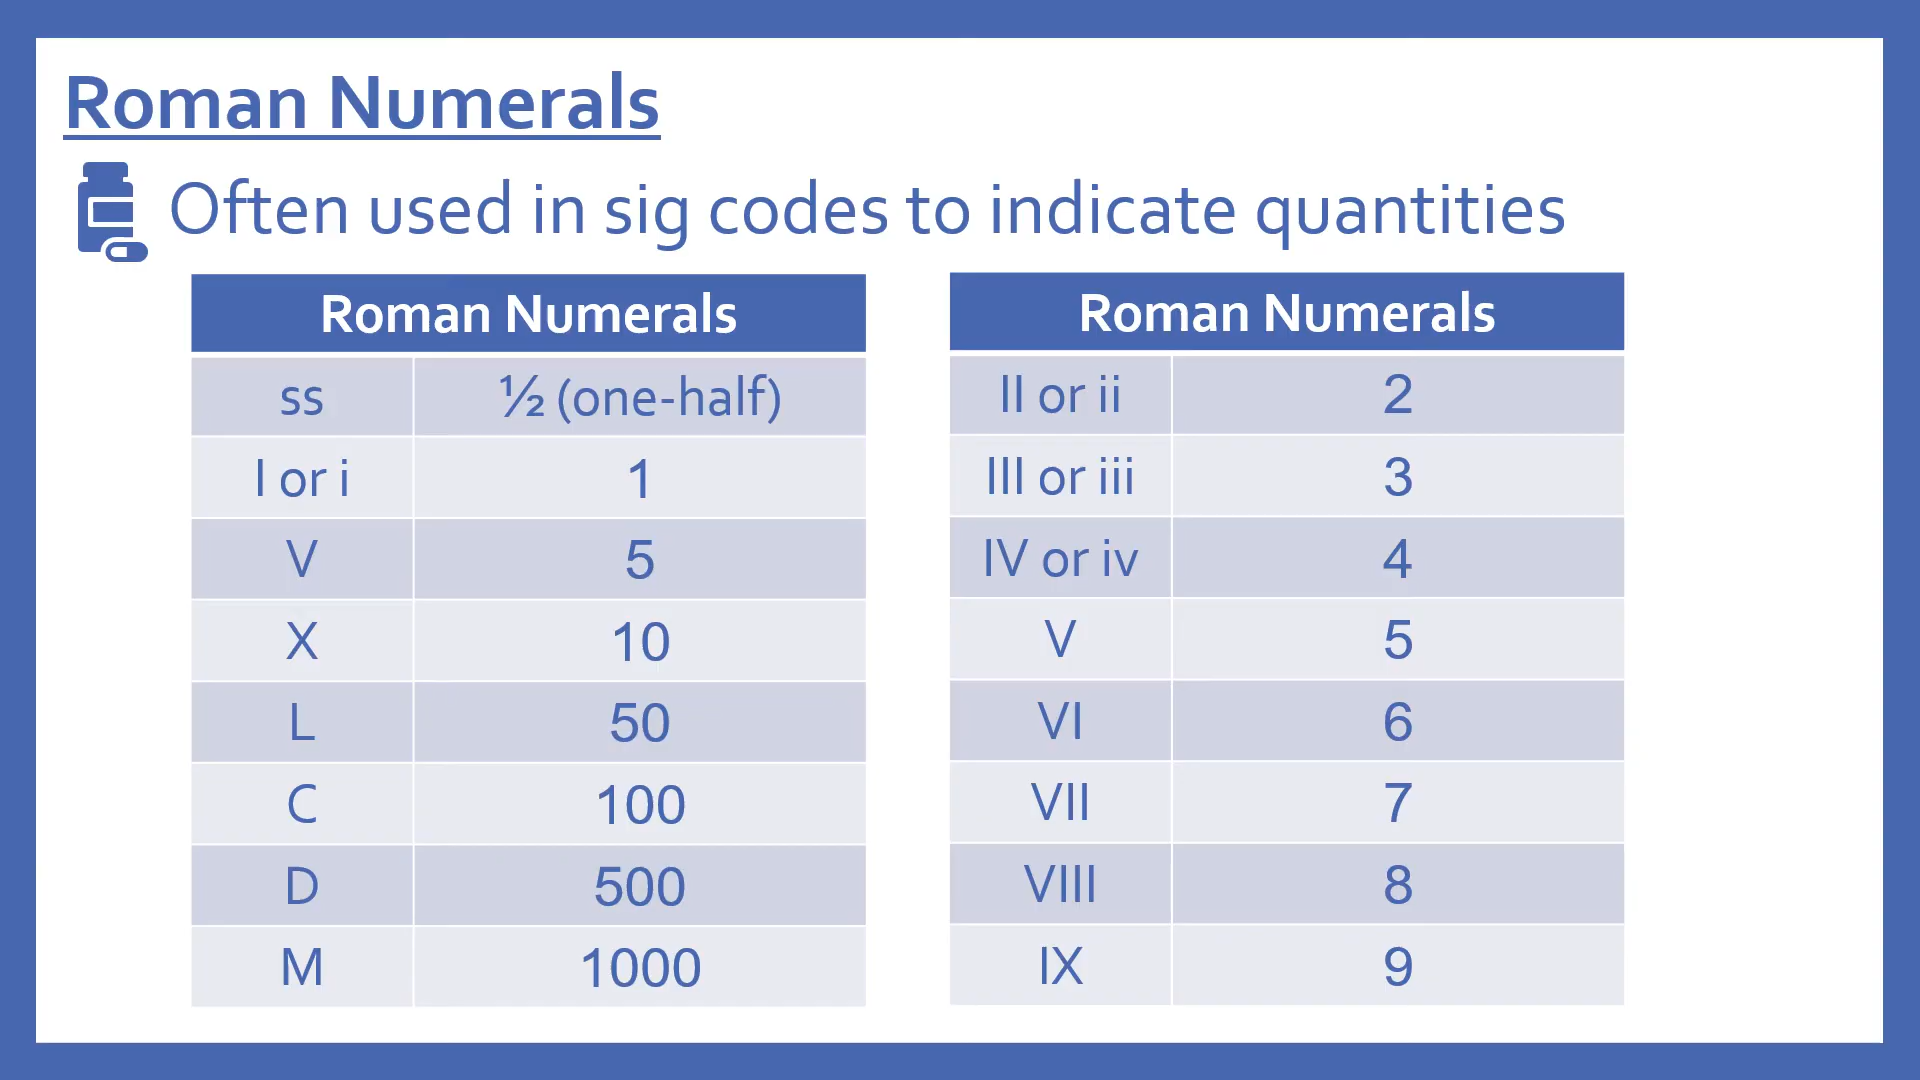 Roman Numerals
Often used in sig codes to indicate quantities
Roman Numerals
ss ½ (one-half)
I or i 1
V 5
X 10
L 50
C 100
D 500
M 1000
Roman Numerals
II or ii 2
III or iii 3
IV or iv 4
V 5
VI 6
VII 7
VIII 8
IX 9